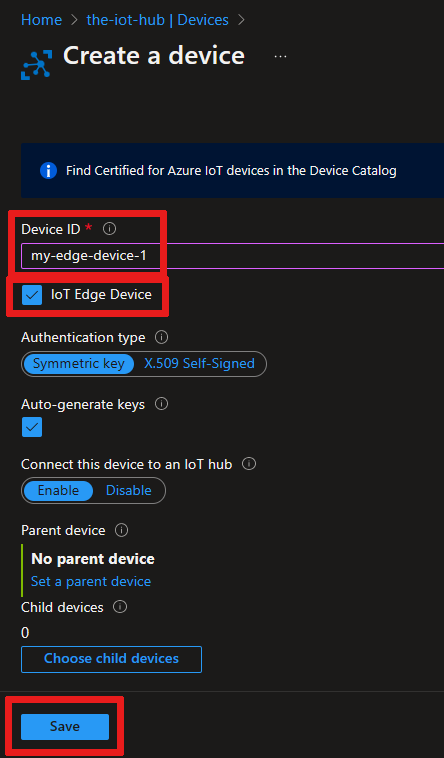 Home > the-iot-hub | Devices >
Create a device ...
Find Certified for Azure IoT devices in the Device Catalog
Device ID *
my-edge-device-1
IoT Edge Device
Authentication type
Symmetric key X.509 Self-Signed
Auto-generate keys
Connect this device to an IoT hub
Enable Disable
Parent device
No parent device
Set a parent device
Child devices
0
Choose child devices
Save